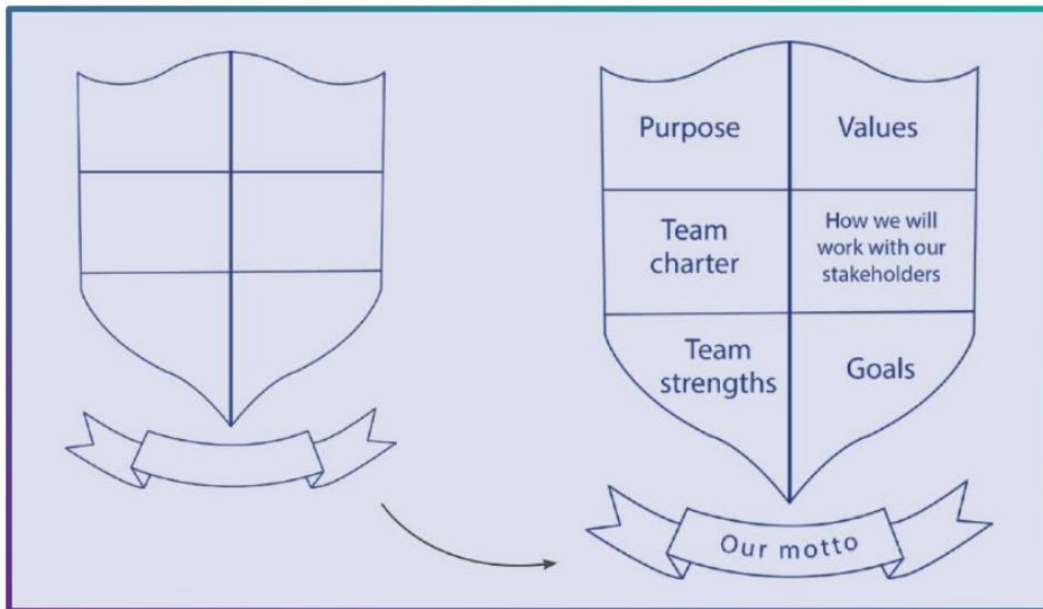 Purpose
Values
Team
charter
How we will
work with our
stakeholders
Team
strengths
Goals
Our motto